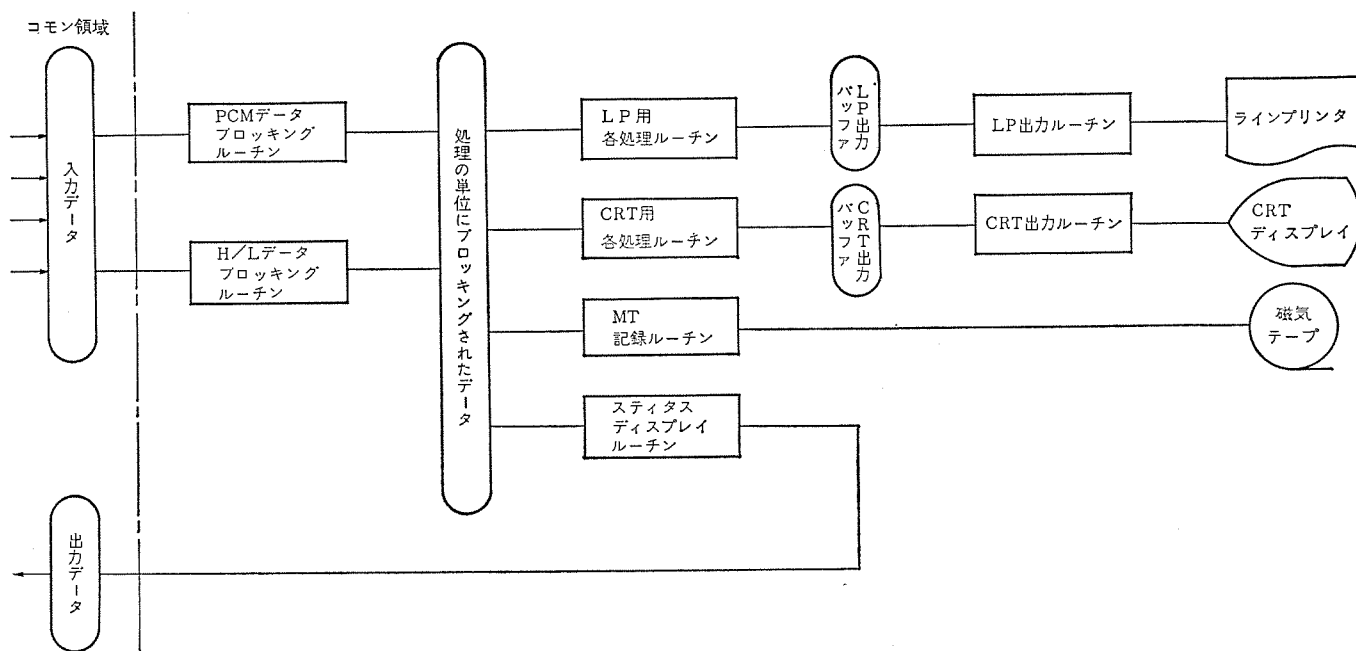 コモン領域
入力データ
PCMデータ
ブロッキング
ルーチン
H/Lデータ
ブロッキング
ルーチン
処理の単位にブロッキングされたデータ
LP用
各処理ルーチン
CRT用
各処理ルーチン
MT
記録ルーチン
スティタス
ディスプレイ
ルーチン
LP出力
バッファ
CRT出力
バッファ
LP出力ルーチン
CRT出力ルーチン
ラインプリンタ
CRT
ディスプレイ
磁気
テープ
出力データ